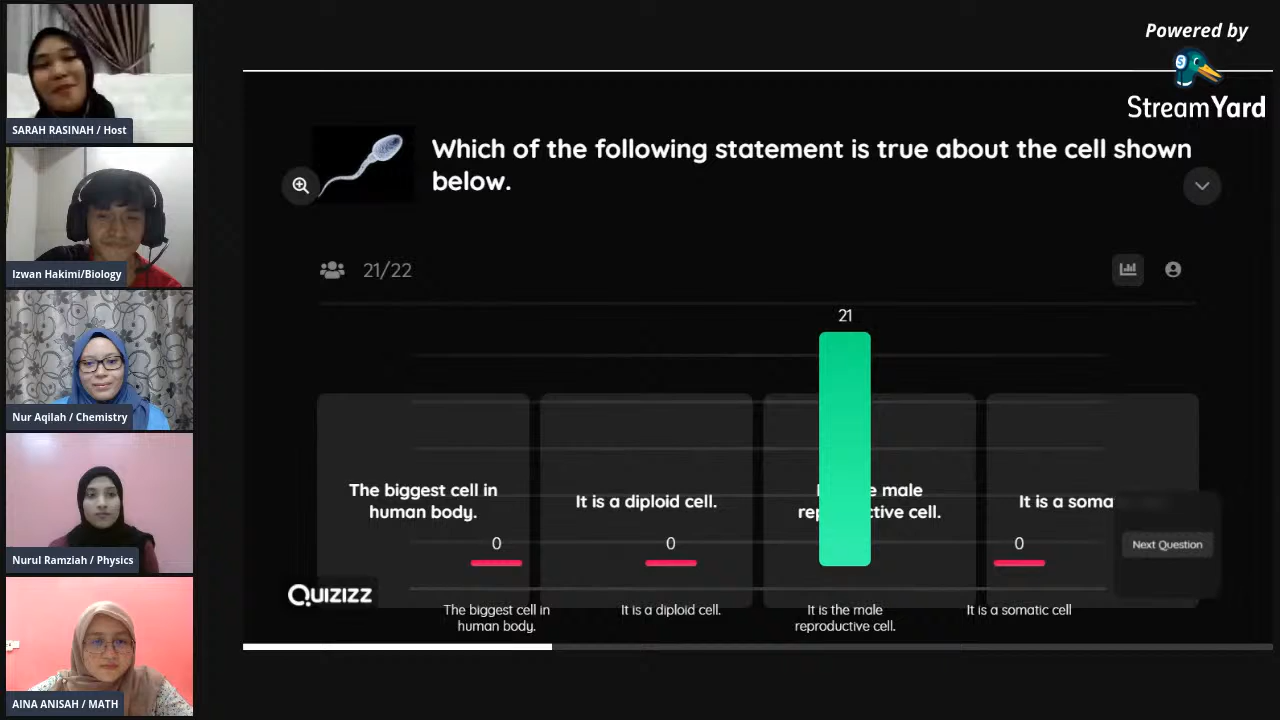 Powered by
StreamYard
SARAH RASINAH / Host
Izwan Hakimi/Biology
Nur Aqilah / Chemistry
Nurul Ramziah / Physics
AINA ANISAH / MATH
Which of the following statement is true about the cell shown
below.
21/22
21
The biggest cell in
human body.
It is a diploid cell.
male
cell.
It is a
0
0
0
Next Question
Quizizz
The biggest cell in
human body.
It is a diploid cell.
It is the male
reproductive cell.
It is a somatic cell